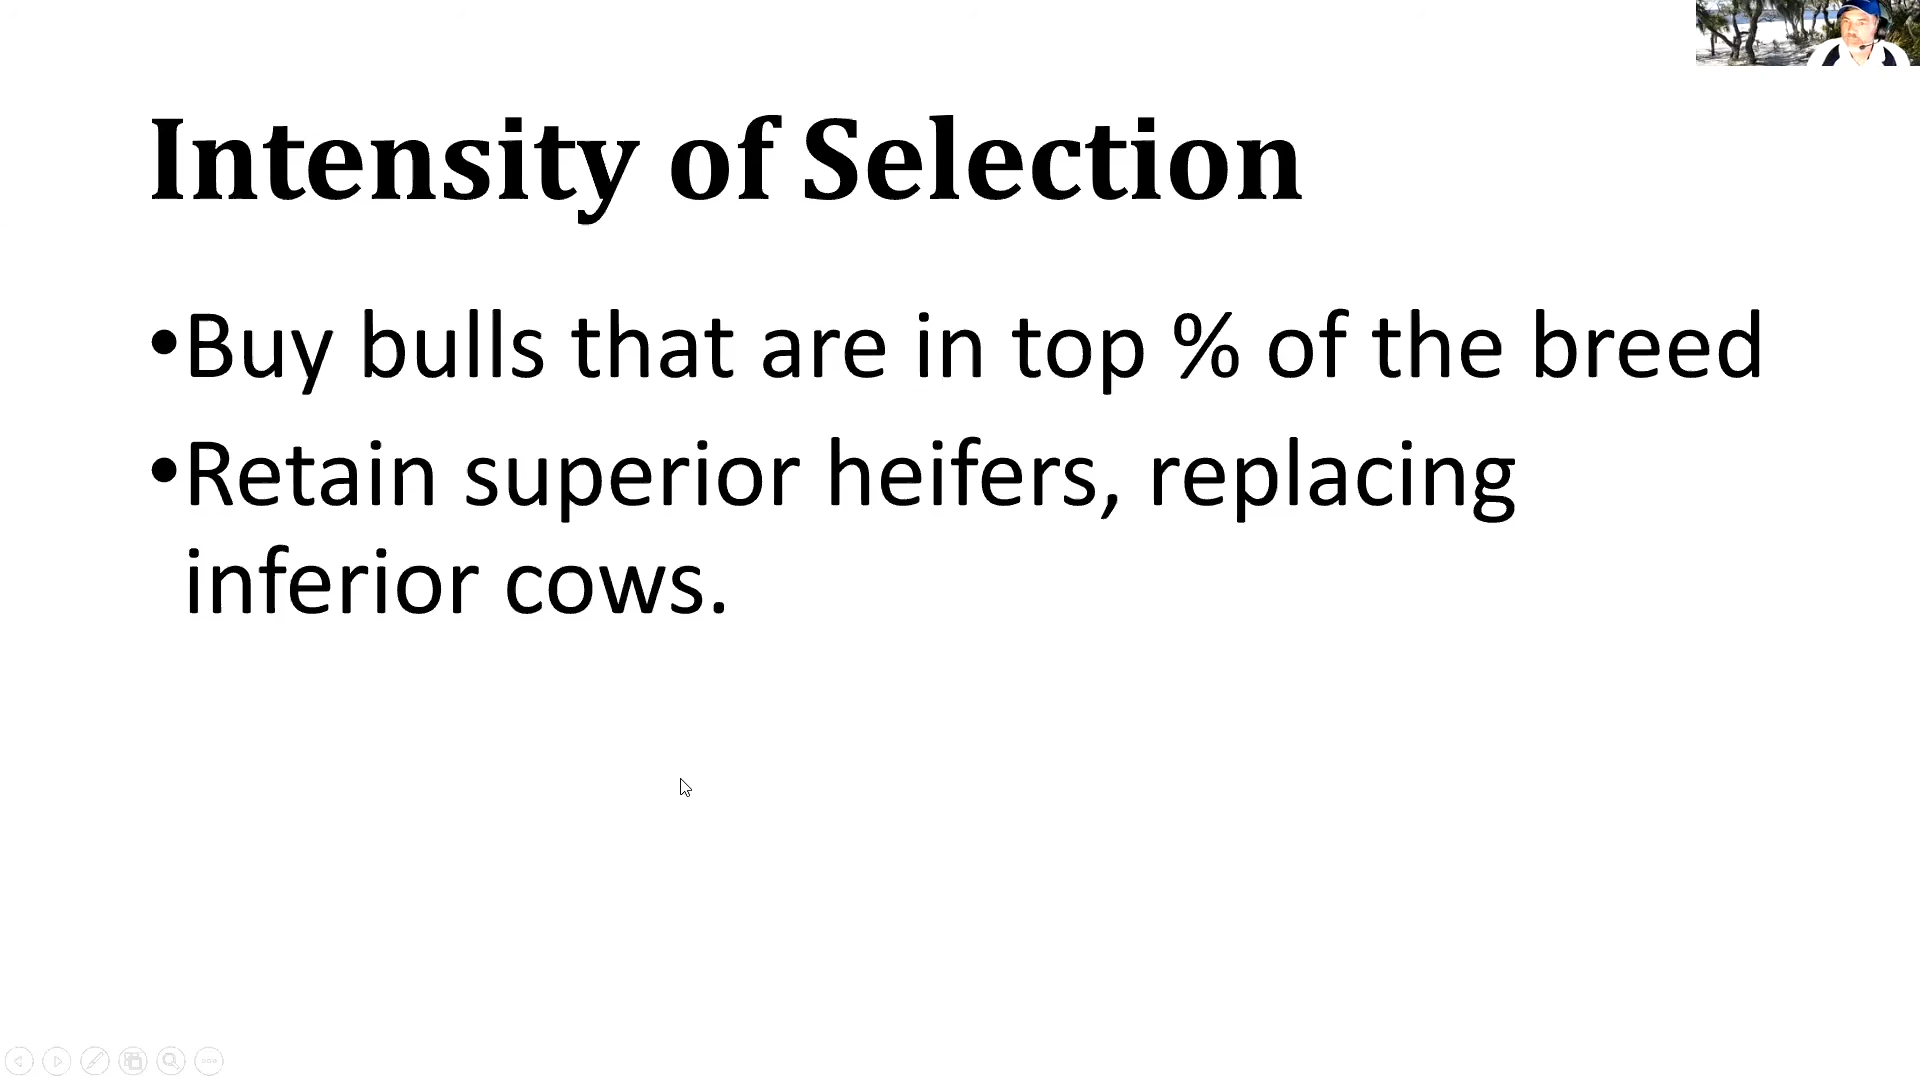 Intensity of Selection
•Buy bulls that are in top % of the breed
•Retain superior heifers, replacing
inferior cows.